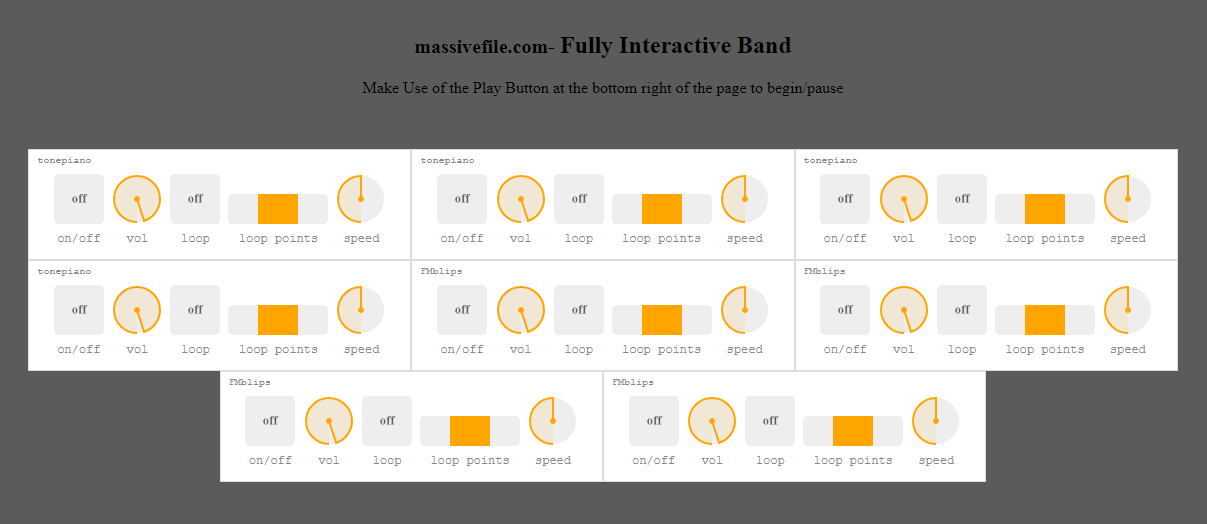 massivefile.com- Fully Interactive Band
Make Use of the Play Button at the bottom right of the page to begin/pause
tonepiano
off off
on/off vol loop loop points speed
tonepiano
off off
on/off vol loop loop points speed
tonepiano
off off
on/off vol loop loop points speed
tonepiano
off off
on/off vol loop loop points speed
FMblips
off off
on/off vol loop loop points speed
FMblips
off off
on/off vol loop loop points speed
FMblips
off off
on/off vol loop loop points speed
FMblips
off off
on/off vol loop loop points speed